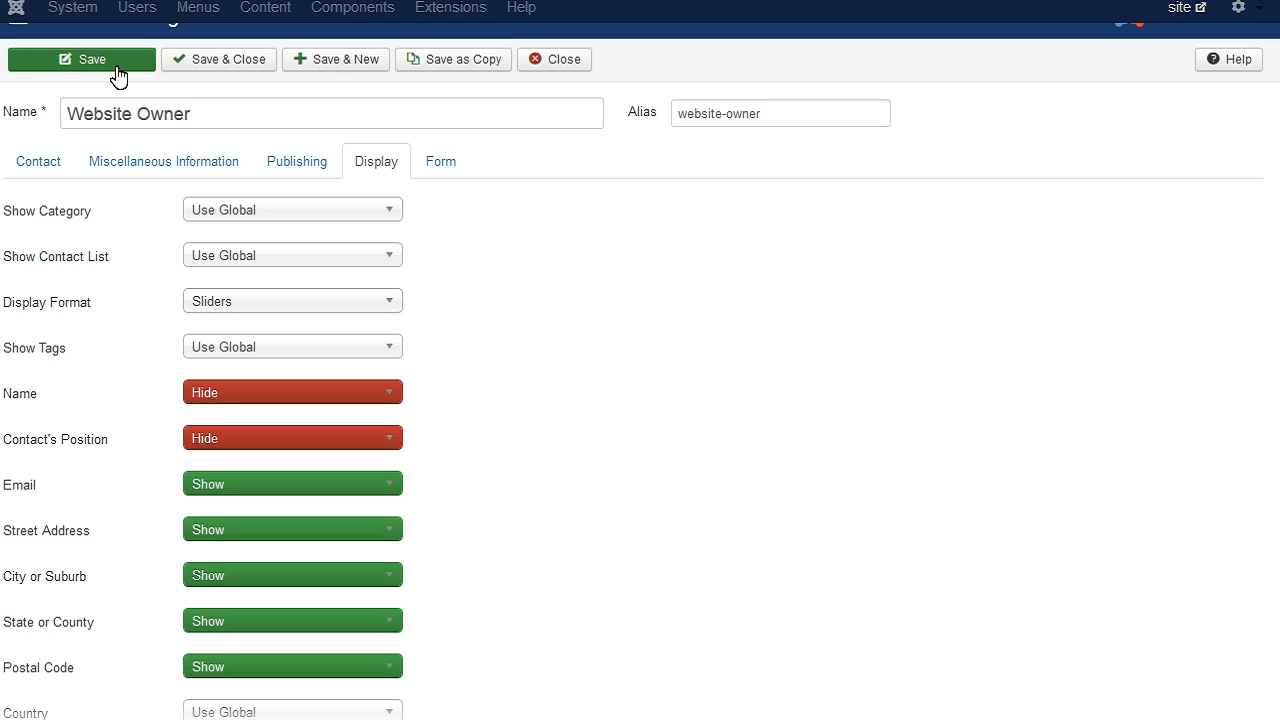 System Users Menus Content Components Extensions Help site
Save Save & Close Save & New Save as Copy Close Help
Name * Website Owner Alias website-owner
Contact Miscellaneous Information Publishing Display Form
Show Category Use Global
Show Contact List Use Global
Display Format Sliders
Show Tags Use Global
Name Hide
Contact's Position Hide
Email Show
Street Address Show
City or Suburb Show
State or County Show
Postal Code Show
Country Use Global